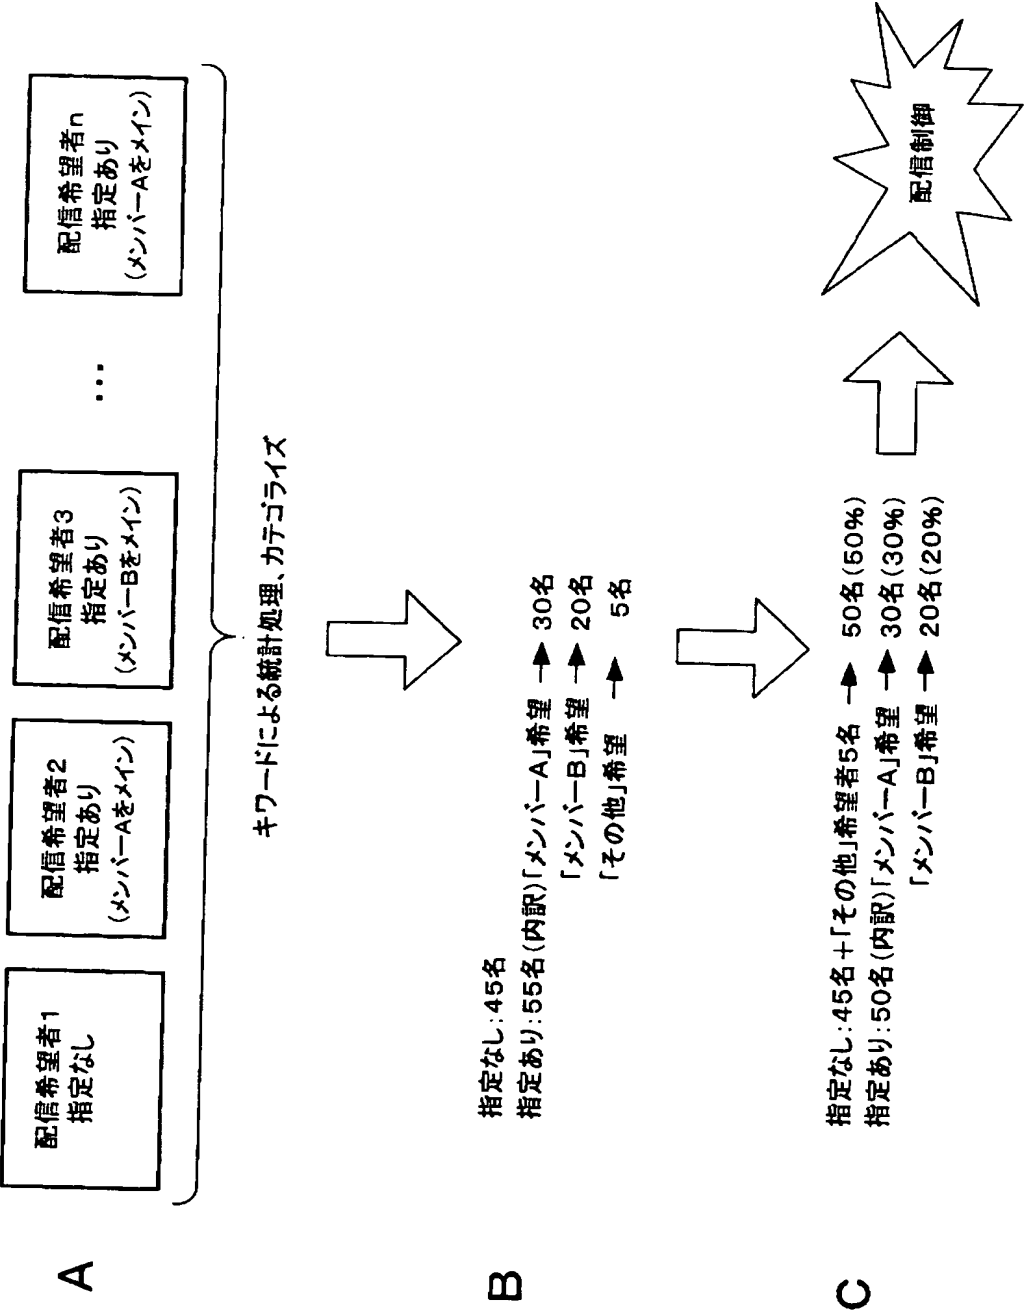 A
配信希望者1
指定なし
配信希望者2
指定あり
(メンバーAをメイン)
配信希望者3
指定あり
(メンバーBをメイン)
...
配信希望者n
指定あり
(メンバーAをメイン)
キワードによる統計処理、カテゴライズ
B
指定なし:45名
指定あり:55名(内訳)「メンバーA」希望 → 30名
「メンバーB」希望 → 20名
「その他」希望 → 5名
C
指定なし:45名+「その他」希望者5名 → 50名(50%)
指定あり:50名(内訳)「メンバーA」希望 → 30名(30%)
「メンバーB」希望 → 20名(20%)
配信制御